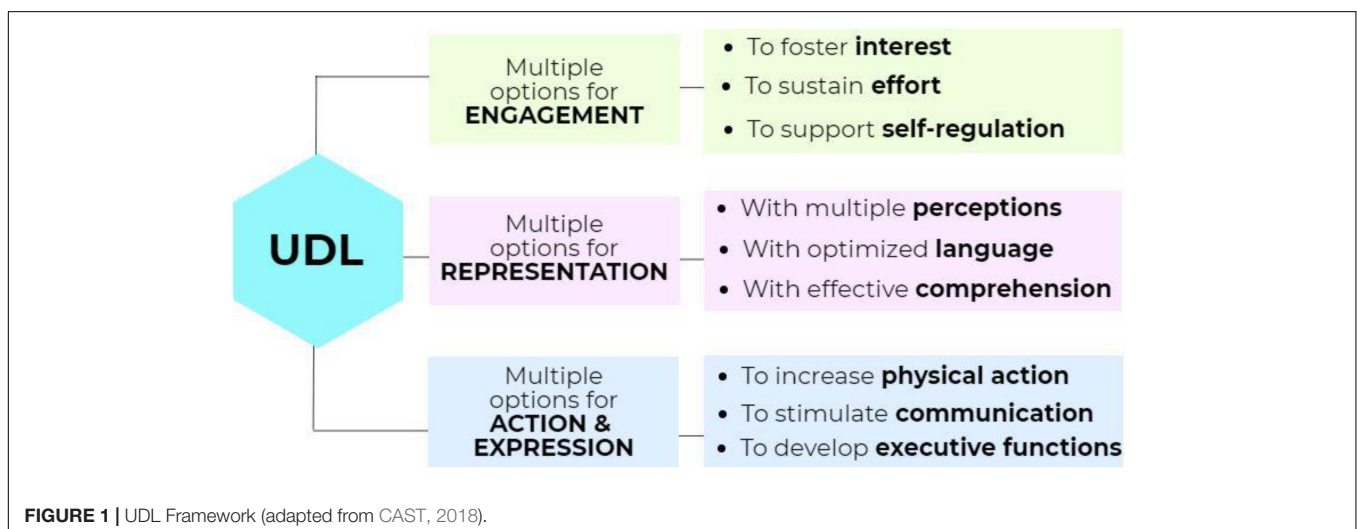 UDL
Multiple
options for
ENGAGEMENT
• To foster interest
• To sustain effort
• To support self-regulation
Multiple
options for
REPRESENTATION
• With multiple perceptions
• With optimized language
• With effective comprehension
Multiple
options for
ACTION &
EXPRESSION
• To increase physical action
• To stimulate communication
• To develop executive functions
FIGURE 1 | UDL Framework (adapted from CAST, 2018).